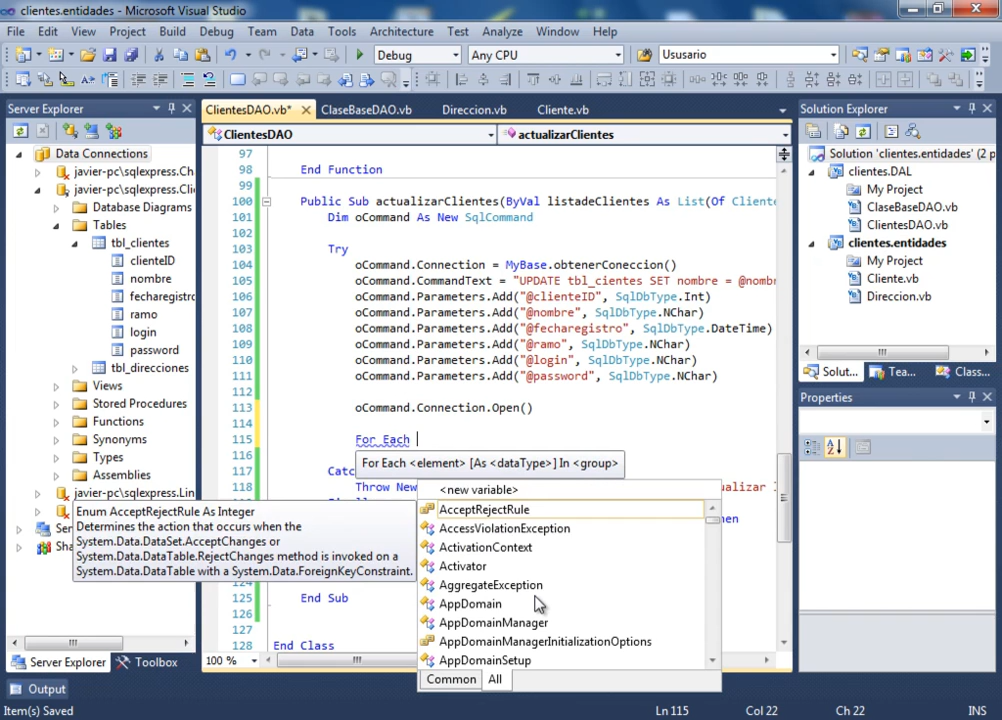 clientes.entidades - Microsoft Visual Studio
File Edit View Project Build Debug Team Data Tools Architecture Test Analyze Window Help
Debug Any CPU Ususario
Server Explorer
Data Connections
javier-pc\sqlexpress.Ch
javier-pc\sqlexpress.Cli
Database Diagrams
Tables
tbl_clientes
clienteID
nombre
fecharegistro
ramo
login
password
tbl_direcciones
Views
Stored Procedures
Functions
Synonyms
Types
Assemblies
javier-pc\sqlexpress.Lin
Server Explorer Toolbox
Output
ClientesDAO.vb* ClaseBaseDAO.vb Direccion.vb Cliente.vb
ClientesDAO actualizarClientes
97
98 End Function
99
100 Public Sub actualizarClientes(ByVal listadeClientes As List(Of Cliente
101 Dim oCommand As New SqlCommand
102
103 Try
104 oCommand.Connection = MyBase.obtenerConeccion()
105 oCommand.CommandText = "UPDATE tbl_cientes SET nombre = @nomb
106 oCommand.Parameters.Add("@clienteID", SqlDbType.Int)
107 oCommand.Parameters.Add("@nombre", SqlDbType.NChar)
108 oCommand.Parameters.Add("@fecharegistro", SqlDbType.DateTime)
109 oCommand.Parameters.Add("@ramo", SqlDbType.NChar)
110 oCommand.Parameters.Add("@login", SqlDbType.NChar)
111 oCommand.Parameters.Add("@password", SqlDbType.NChar)
112
113 oCommand.Connection.Open()
114
115 For Each
116
For Each <element> [As <dataType>] In <group>
117 Catc
118 Throw New
<new variable>
AcceptRejectRule
AccessViolationException
ActivationContext
Activator
AggregateException
AppDomain
AppDomainManager
AppDomainManagerInitializationOptions
AppDomainSetup
Common All
Enum AcceptRejectRule As Integer
Determines the action that occurs when the
System.Data.DataSet.AcceptChanges or
System.Data.DataTable.RejectChanges method is invoked on a
System.Data.DataTable with a System.Data.ForeignKeyConstraint.
125 End Sub
126
127
128 End Class
100 %
Solution Explorer
Solution 'clientes.entidades' (2 p
clientes.DAL
My Project
ClaseBaseDAO.vb
ClientesDAO.vb
clientes.entidades
My Project
Cliente.vb
Direccion.vb
Solut... Tea... Class...
Properties
Item(s) Saved Ln 115 Col 22 Ch 22 INS